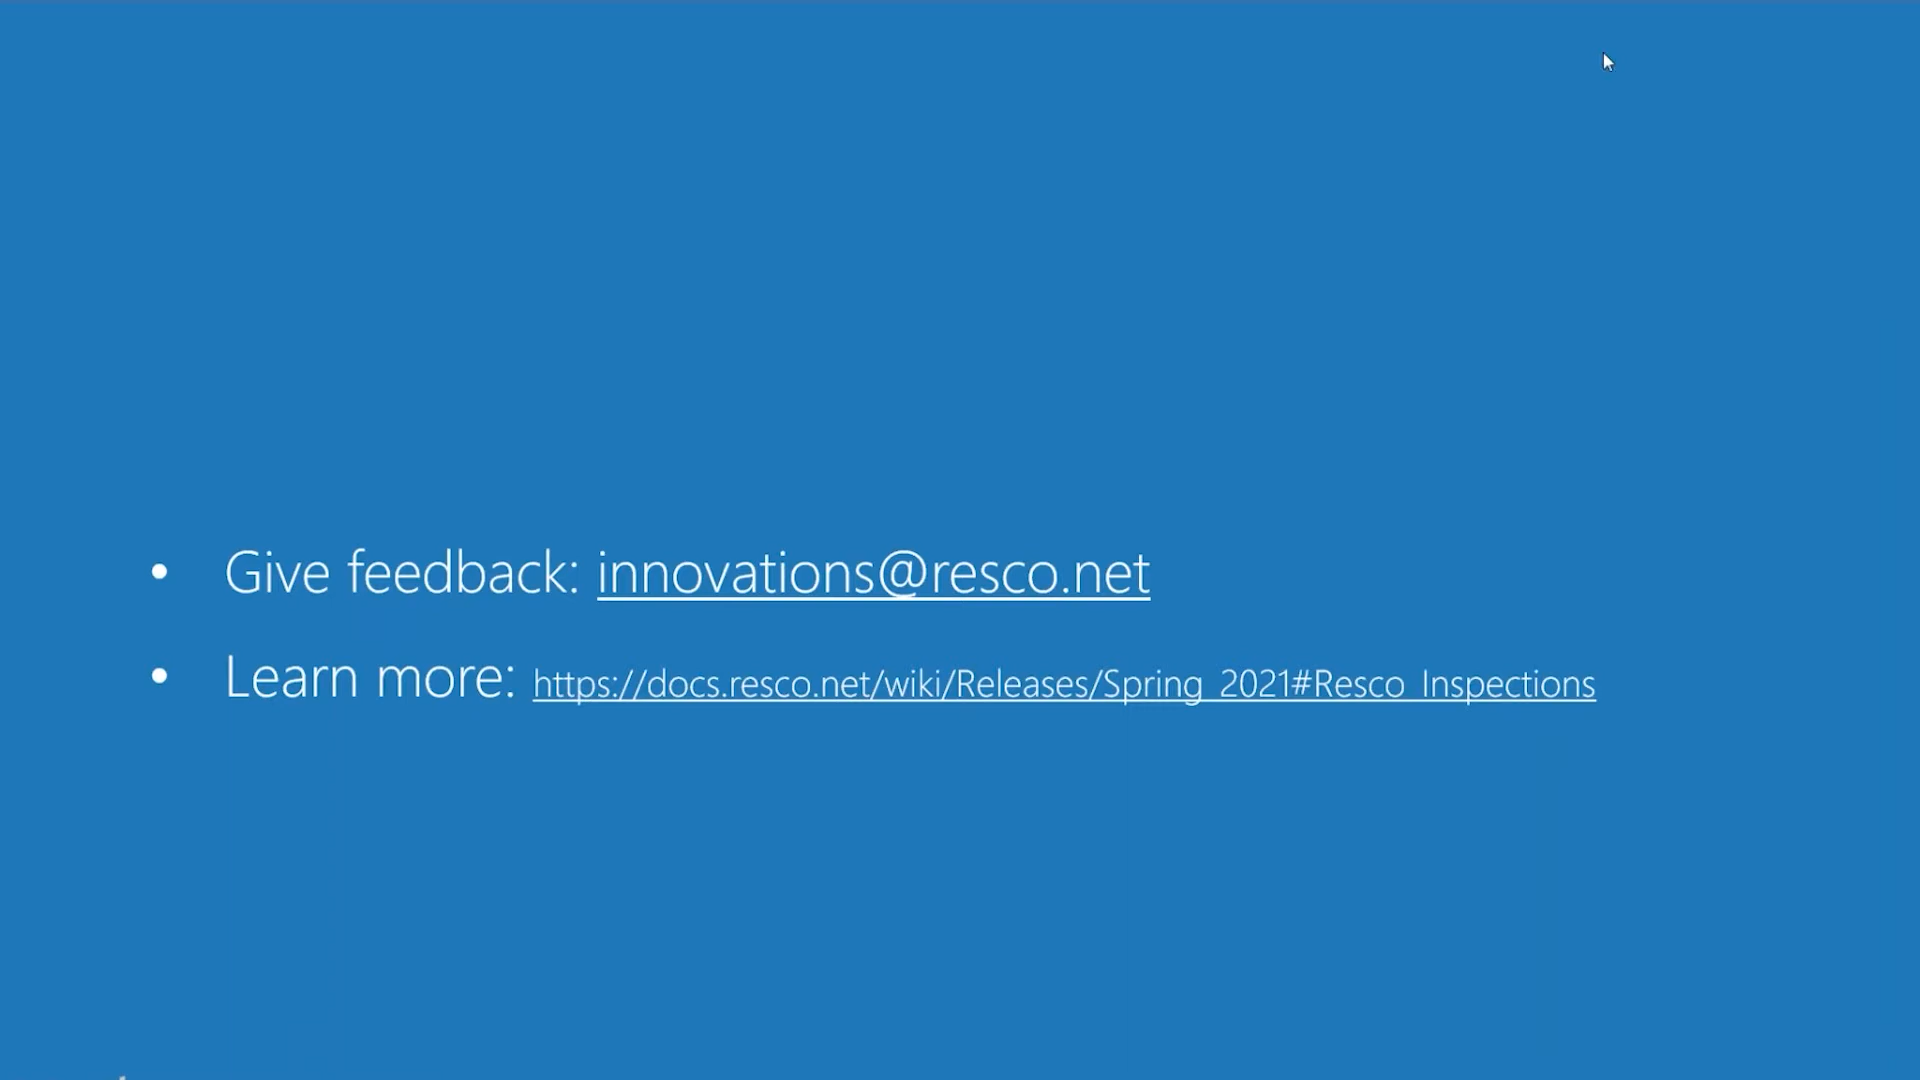 • Give feedback: innovations@resco.net
• Learn more: https://docs.resco.net/wiki/Releases/Spring_2021#Resco_Inspections